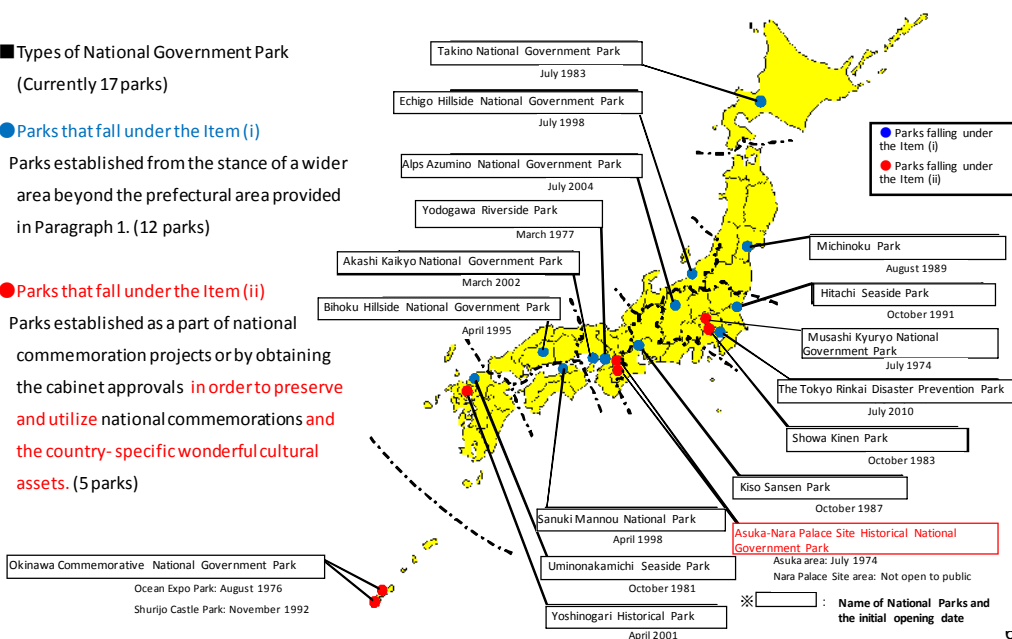 ■Types of National Government Park
(Currently 17 parks)
●Parks that fall under the Item (i)
Parks established from the stance of a wider
area beyond the prefectural area provided
in Paragraph 1. (12 parks)
●Parks that fall under the Item (ii)
Parks established as a part of national
commemoration projects or by obtaining
the cabinet approvals in order to preserve
and utilize national commemorations and
the country- specific wonderful cultural
assets. (5 parks)
Takino National Government Park
July 1983
Echigo Hillside National Government Park
July 1998
Alps Azumino National Government Park
July 2004
Yodogawa Riverside Park
March 1977
Akashi Kaikyo National Government Park
March 2002
Bihoku Hillside National Government Park
April 1995
● Parks falling under
the Item (i)
● Parks falling under
the Item (ii)
Michinoku Park
August 1989
Hitachi Seaside Park
October 1991
Musashi Kyuryo National
Government Park
July 1974
The Tokyo Rinkai Disaster Prevention Park
July 2010
Showa Kinen Park
October 1983
Kiso Sansen Park
October 1987
Asuka-Nara Palace Site Historical National
Government Park
Asuka area: July 1974
Nara Palace Site area: Not open to public
Sanuki Mannou National Park
April 1998
Uminonakamichi Seaside Park
October 1981
Yoshinogari Historical Park
April 2001
Okinawa Commemorative National Government Park
Ocean Expo Park: August 1976
Shurijo Castle Park: November 1992
※ : Name of National Parks and
the initial opening date